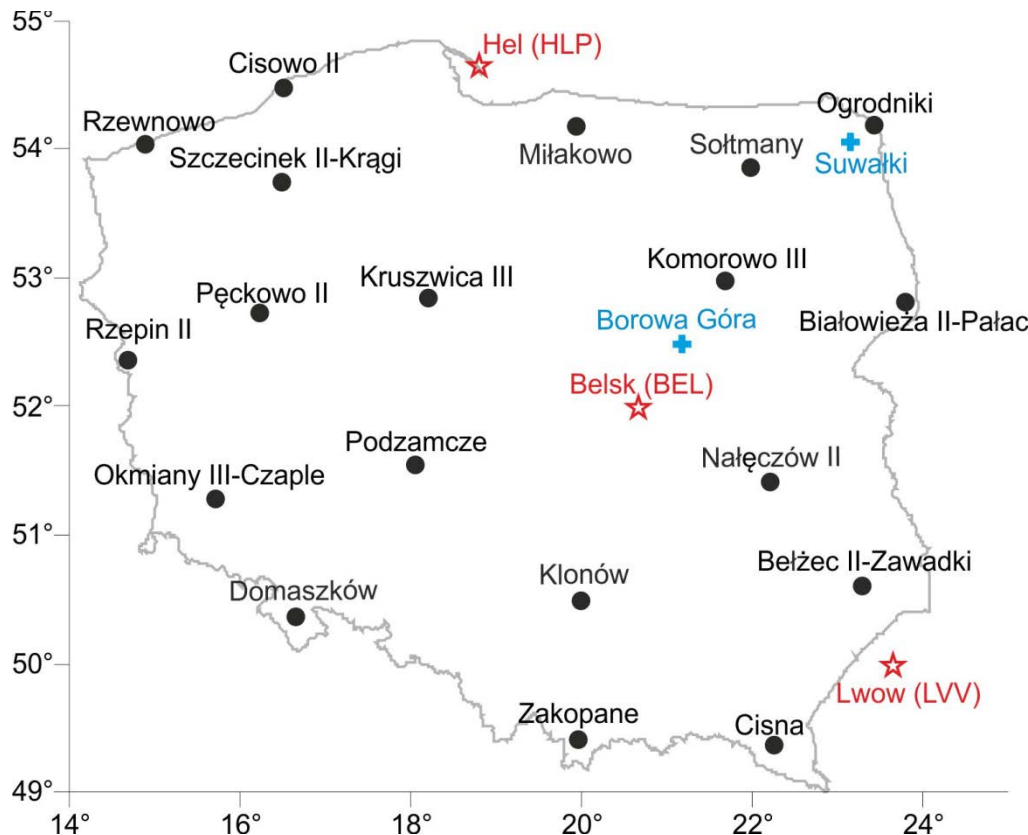 55°
Hel (HLP)
Cisowo II
Ogrodniki
Rzewnowo
54°
Szczecinek II-Krągi
Miłakowo
Sołtmany
Suwałki
53°
Komorowo III
Kruszwica III
Pęckowo II
Borowa Góra
Białowieża II-Pałac
Rzepin II
Belsk (BEL)
52°
Podzamcze
Nałęczów II
Okmiany III-Czaple
51°
Bełżec II-Zawadki
Klonów
Domaszków
50°
Lwow (LVV)
Zakopane
Cisna
49°
14° 16° 18° 20° 22° 24°